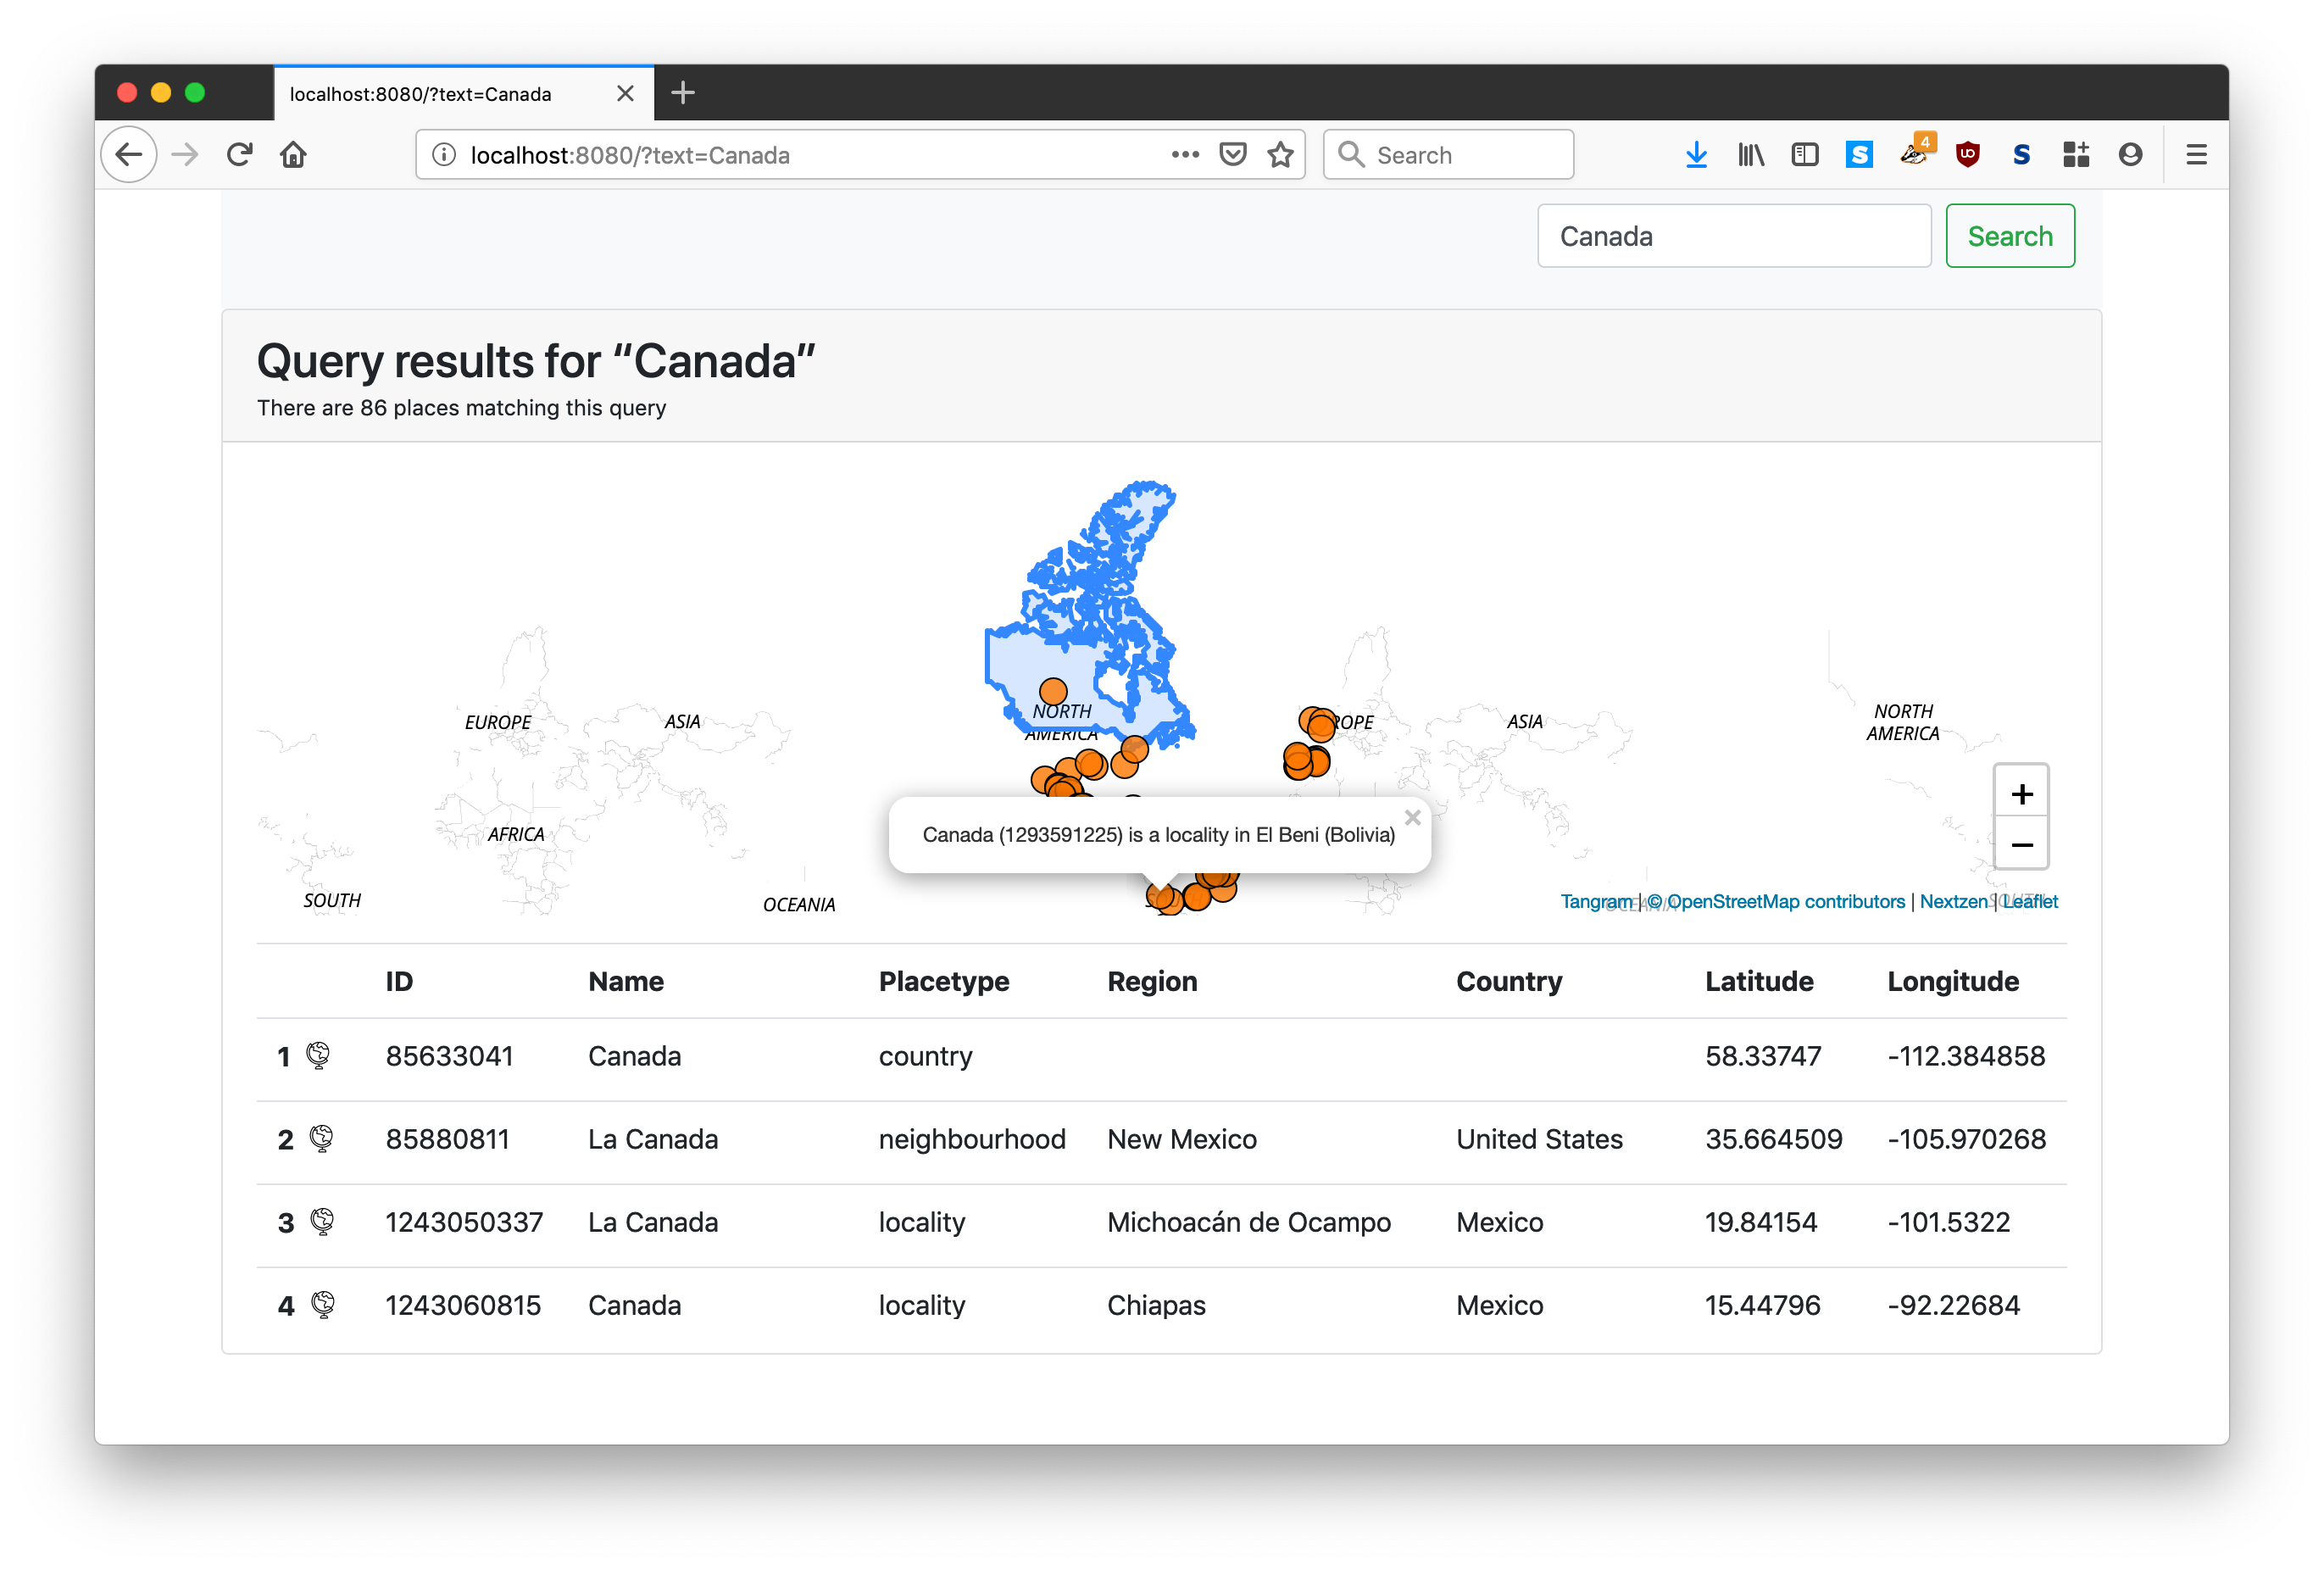 localhost:8080/?text=Canada
localhost:8080/?text=Canada
Search
4
Canada
Search
Query results for “Canada”
There are 86 places matching this query
EUROPE
ASIA
NORTH
AMERICA
ROPE
ASIA
NORTH
AMERICA
+
−
Canada (1293591225) is a locality in El Beni (Bolivia)
×
AFRICA
SOUTH
OCEANIA
Tangram | © OpenStreetMap contributors | Nextzen | Leaflet
ID Name Placetype Region Country Latitude Longitude
1 85633041 Canada country 58.33747 -112.384858
2 85880811 La Canada neighbourhood New Mexico United States 35.664509 -105.970268
3 1243050337 La Canada locality Michoacán de Ocampo Mexico 19.84154 -101.5322
4 1243060815 Canada locality Chiapas Mexico 15.44796 -92.22684